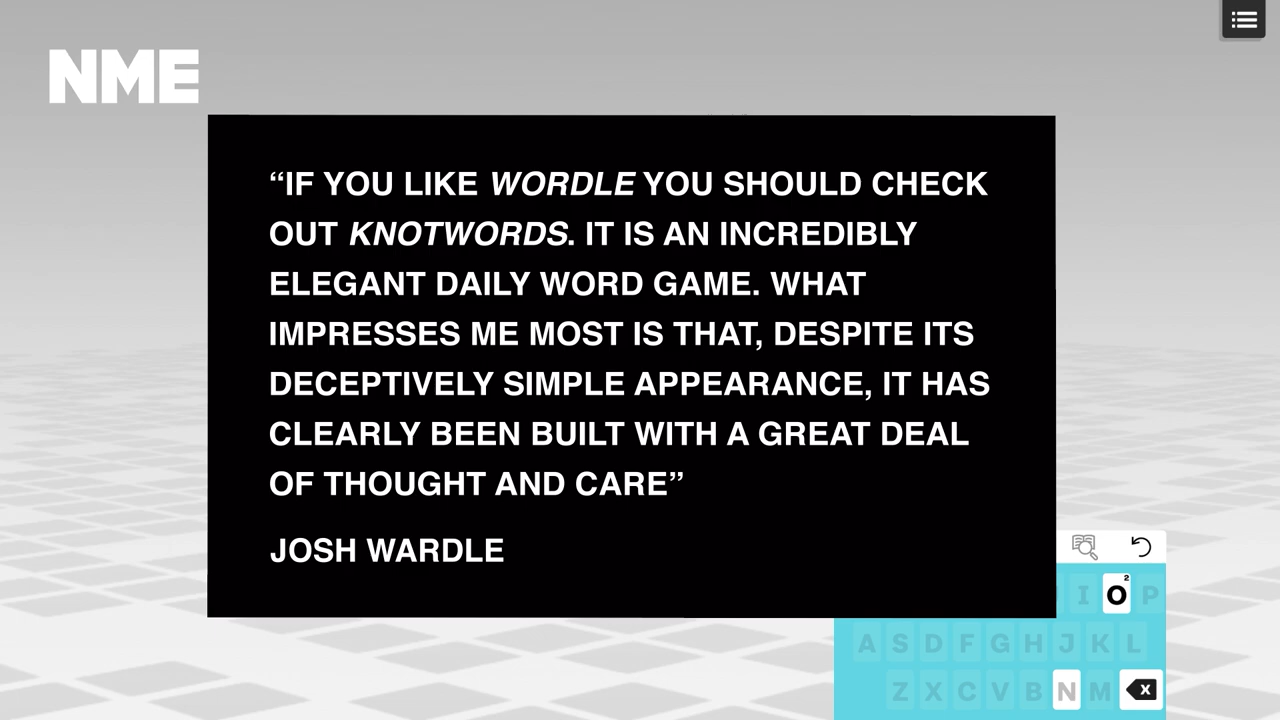 NME
“IF YOU LIKE WORDLE YOU SHOULD CHECK
OUT KNOTWORDS. IT IS AN INCREDIBLY
ELEGANT DAILY WORD GAME. WHAT
IMPRESSES ME MOST IS THAT, DESPITE ITS
DECEPTIVELY SIMPLE APPEARANCE, IT HAS
CLEARLY BEEN BUILT WITH A GREAT DEAL
OF THOUGHT AND CARE”
JOSH WARDLE
I O 2 P
A S D F G H J K L
Z X C V B N M X